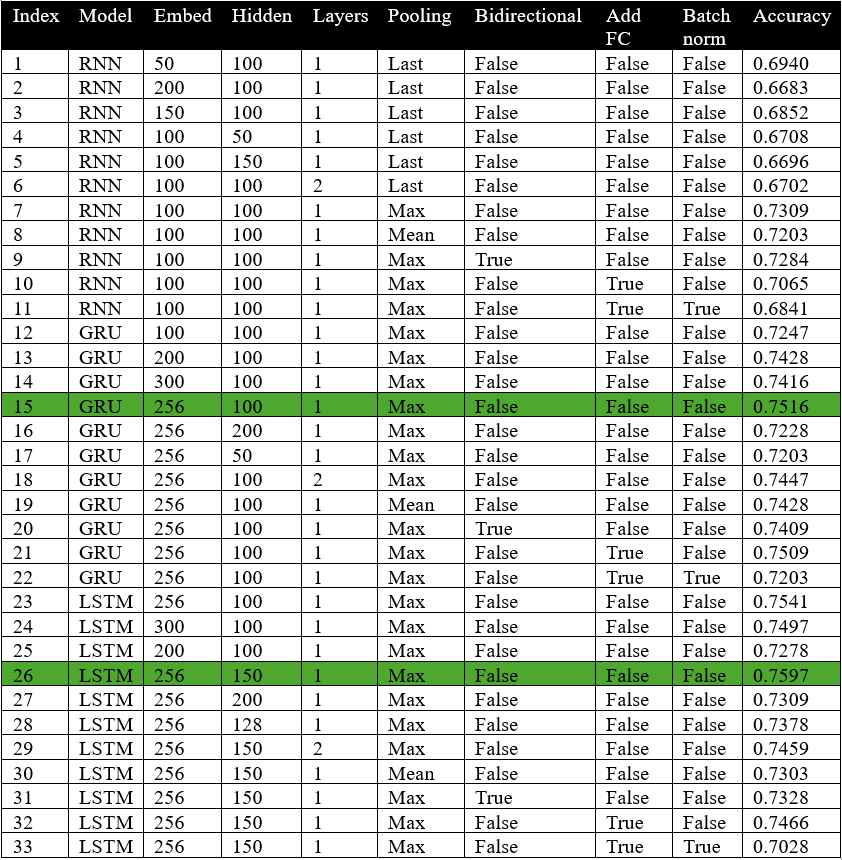 Index Model Embed Hidden Layers Pooling Bidirectional Add FC Batch norm Accuracy
1 RNN 50 100 1 Last False False False 0.6940
2 RNN 200 100 1 Last False False False 0.6683
3 RNN 150 100 1 Last False False False 0.6852
4 RNN 100 50 1 Last False False False 0.6708
5 RNN 100 150 1 Last False False False 0.6696
6 RNN 100 100 2 Last False False False 0.6702
7 RNN 100 100 1 Max False False False 0.7309
8 RNN 100 100 1 Mean False False False 0.7203
9 RNN 100 100 1 Max True False False 0.7284
10 RNN 100 100 1 Max False True False 0.7065
11 RNN 100 100 1 Max False True True 0.6841
12 GRU 100 100 1 Max False False False 0.7247
13 GRU 200 100 1 Max False False False 0.7428
14 GRU 300 100 1 Max False False False 0.7416
15 GRU 256 100 1 Max False False False 0.7516
16 GRU 256 200 1 Max False False False 0.7228
17 GRU 256 50 1 Max False False False 0.7203
18 GRU 256 100 2 Max False False False 0.7447
19 GRU 256 100 1 Mean False False False 0.7428
20 GRU 256 100 1 Max True False False 0.7409
21 GRU 256 100 1 Max False True False 0.7509
22 GRU 256 100 1 Max False True True 0.7203
23 LSTM 256 100 1 Max False False False 0.7541
24 LSTM 300 100 1 Max False False False 0.7497
25 LSTM 200 100 1 Max False False False 0.7278
26 LSTM 256 150 1 Max False False False 0.7597
27 LSTM 256 200 1 Max False False False 0.7309
28 LSTM 256 128 1 Max False False False 0.7378
29 LSTM 256 150 2 Max False False False 0.7459
30 LSTM 256 150 1 Mean False False False 0.7303
31 LSTM 256 150 1 Max True False False 0.7328
32 LSTM 256 150 1 Max False True False 0.7466
33 LSTM 256 150 1 Max False True True 0.7028